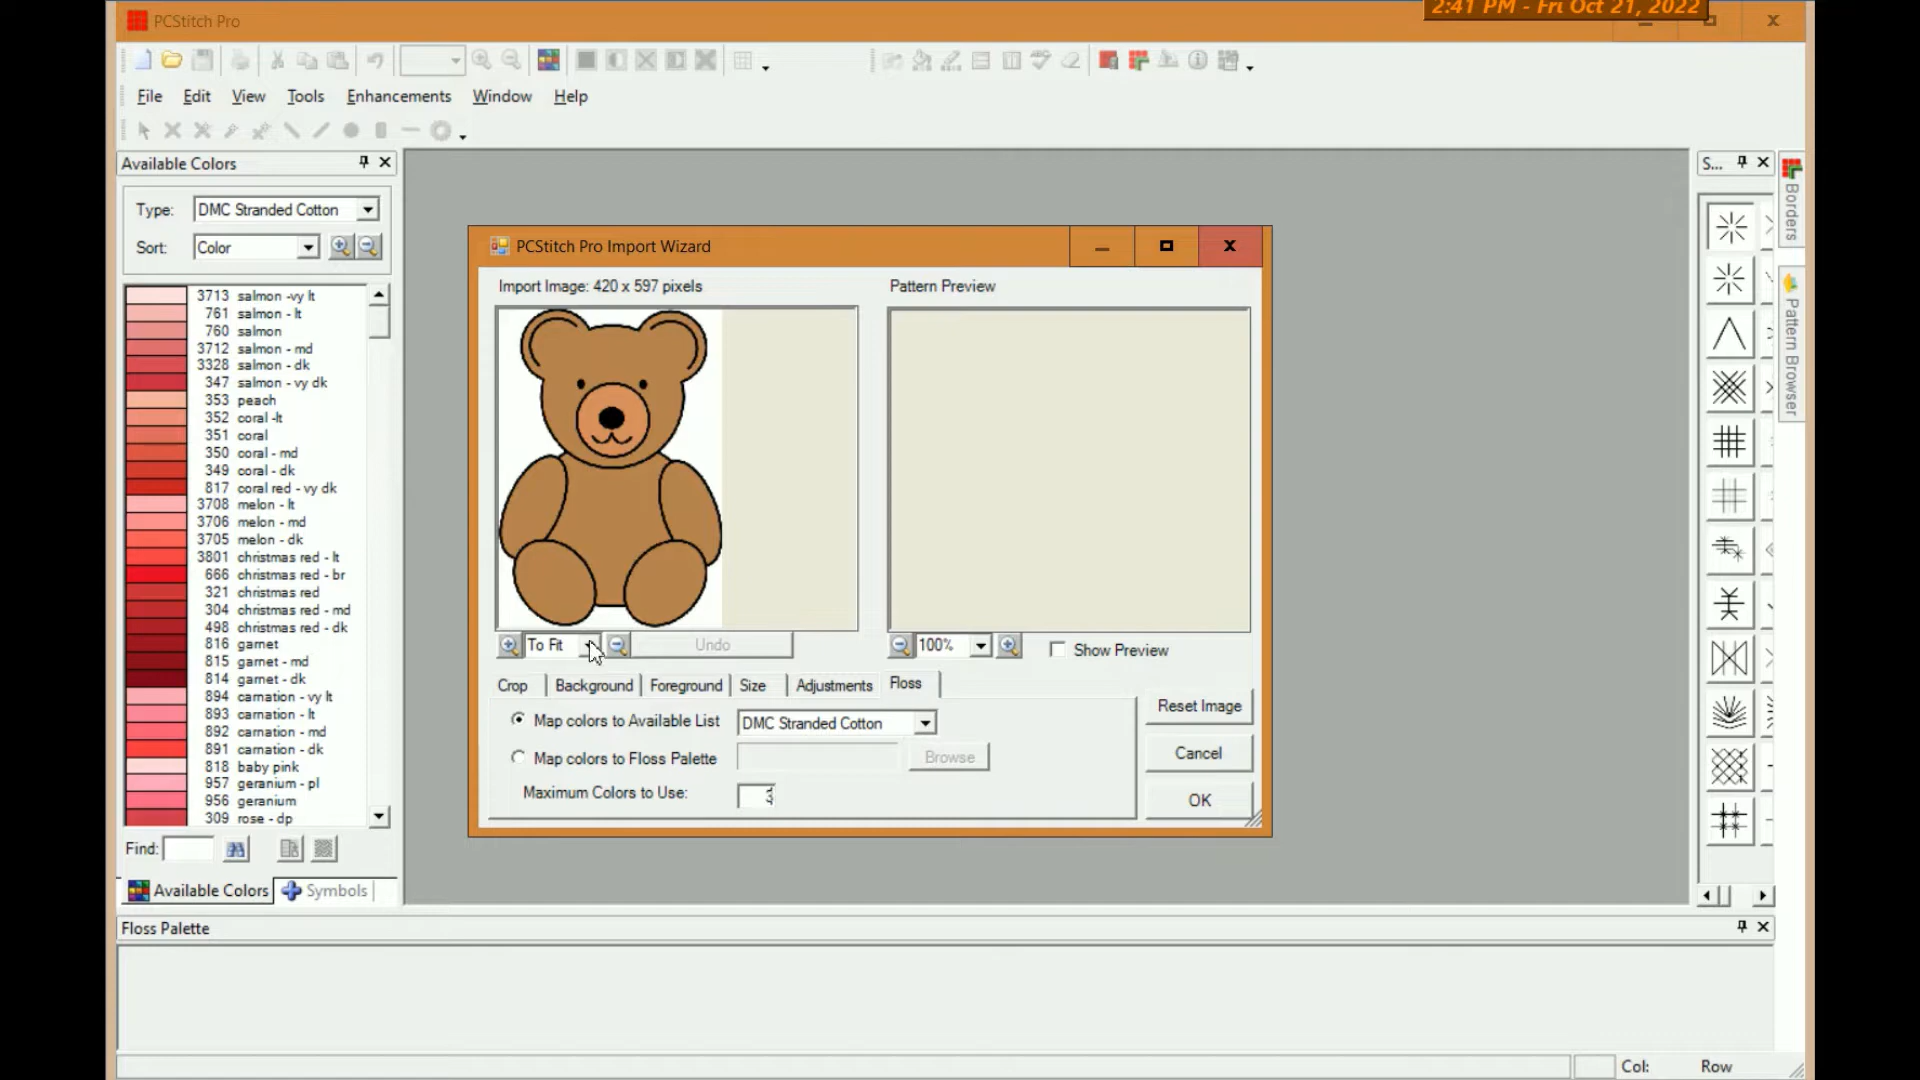 2:41 PM - Fri Oct 21, 2022
PCStitch Pro
File Edit View Tools Enhancements Window Help
Available Colors
Type: DMC Stranded Cotton
Sort: Color
3713 salmon -vy lt
761 salmon - lt
760 salmon
3712 salmon - md
3328 salmon - dk
347 salmon - vy dk
353 peach
352 coral -lt
351 coral
350 coral - md
349 coral - dk
817 coral red - vy dk
3708 melon - lt
3706 melon - md
3705 melon - dk
3801 christmas red - lt
666 christmas red - br
321 christmas red
304 christmas red - md
498 christmas red - dk
816 garnet
815 garnet - md
814 garnet - dk
894 carnation - vy lt
893 carnation - lt
892 carnation - md
891 carnation - dk
818 baby pink
957 geranium - pl
956 geranium
309 rose - dp
Find:
Available Colors Symbols
PCStitch Pro Import Wizard
Import Image: 420 x 597 pixels
Pattern Preview
To Fit Undo
100% Show Preview
Crop Background Foreground Size Adjustments Floss
Map colors to Available List DMC Stranded Cotton
Map colors to Floss Palette Browse
Maximum Colors to Use: 3
Reset Image
Cancel
OK
S...
Borders
Pattern Browser
Floss Palette
Col: Row